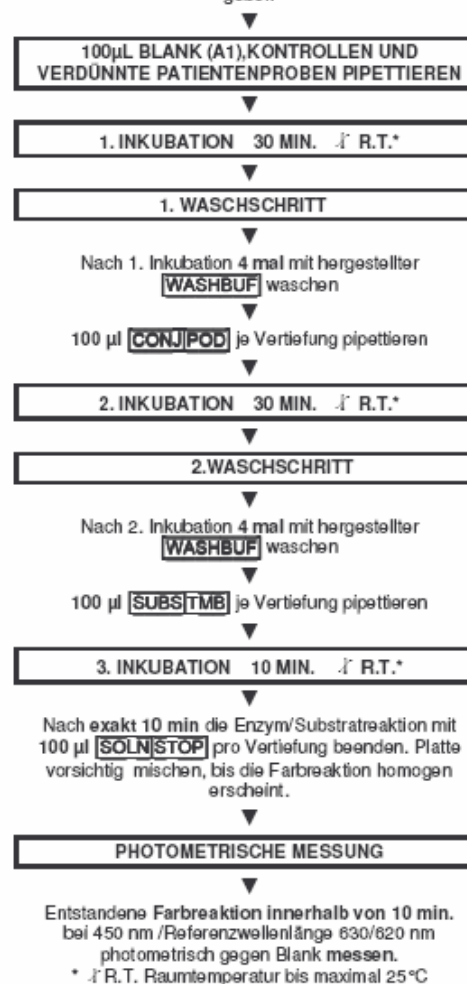 geben
100µL BLANK (A1),KONTROLLEN UND
VERDÜNNTE PATIENTENPROBEN PIPETTIEREN
1. INKUBATION 30 MIN. R.T.*
1. WASCHSCHRITT
Nach 1. Inkubation 4 mal mit hergestellter
WASHBUF waschen
100 µl CONJ POD je Vertiefung pipettieren
2. INKUBATION 30 MIN. R.T.*
2.WASCHSCHRITT
Nach 2. Inkubation 4 mal mit hergestellter
WASHBUF waschen
100 µl SUBS TMB je Vertiefung pipettieren
3. INKUBATION 10 MIN. R.T.*
Nach exakt 10 min die Enzym/Substratreaktion mit
100 µl SOLN STOP pro Vertiefung beenden. Platte
vorsichtig mischen, bis die Farbreaktion homogen
erscheint.
PHOTOMETRISCHE MESSUNG
Entstandene Farbreaktion innerhalb von 10 min.
bei 450 nm /Referenzwellenlänge 630/620 nm
photometrisch gegen Blank messen.
* R.T. Raumtemperatur bis maximal 25°C